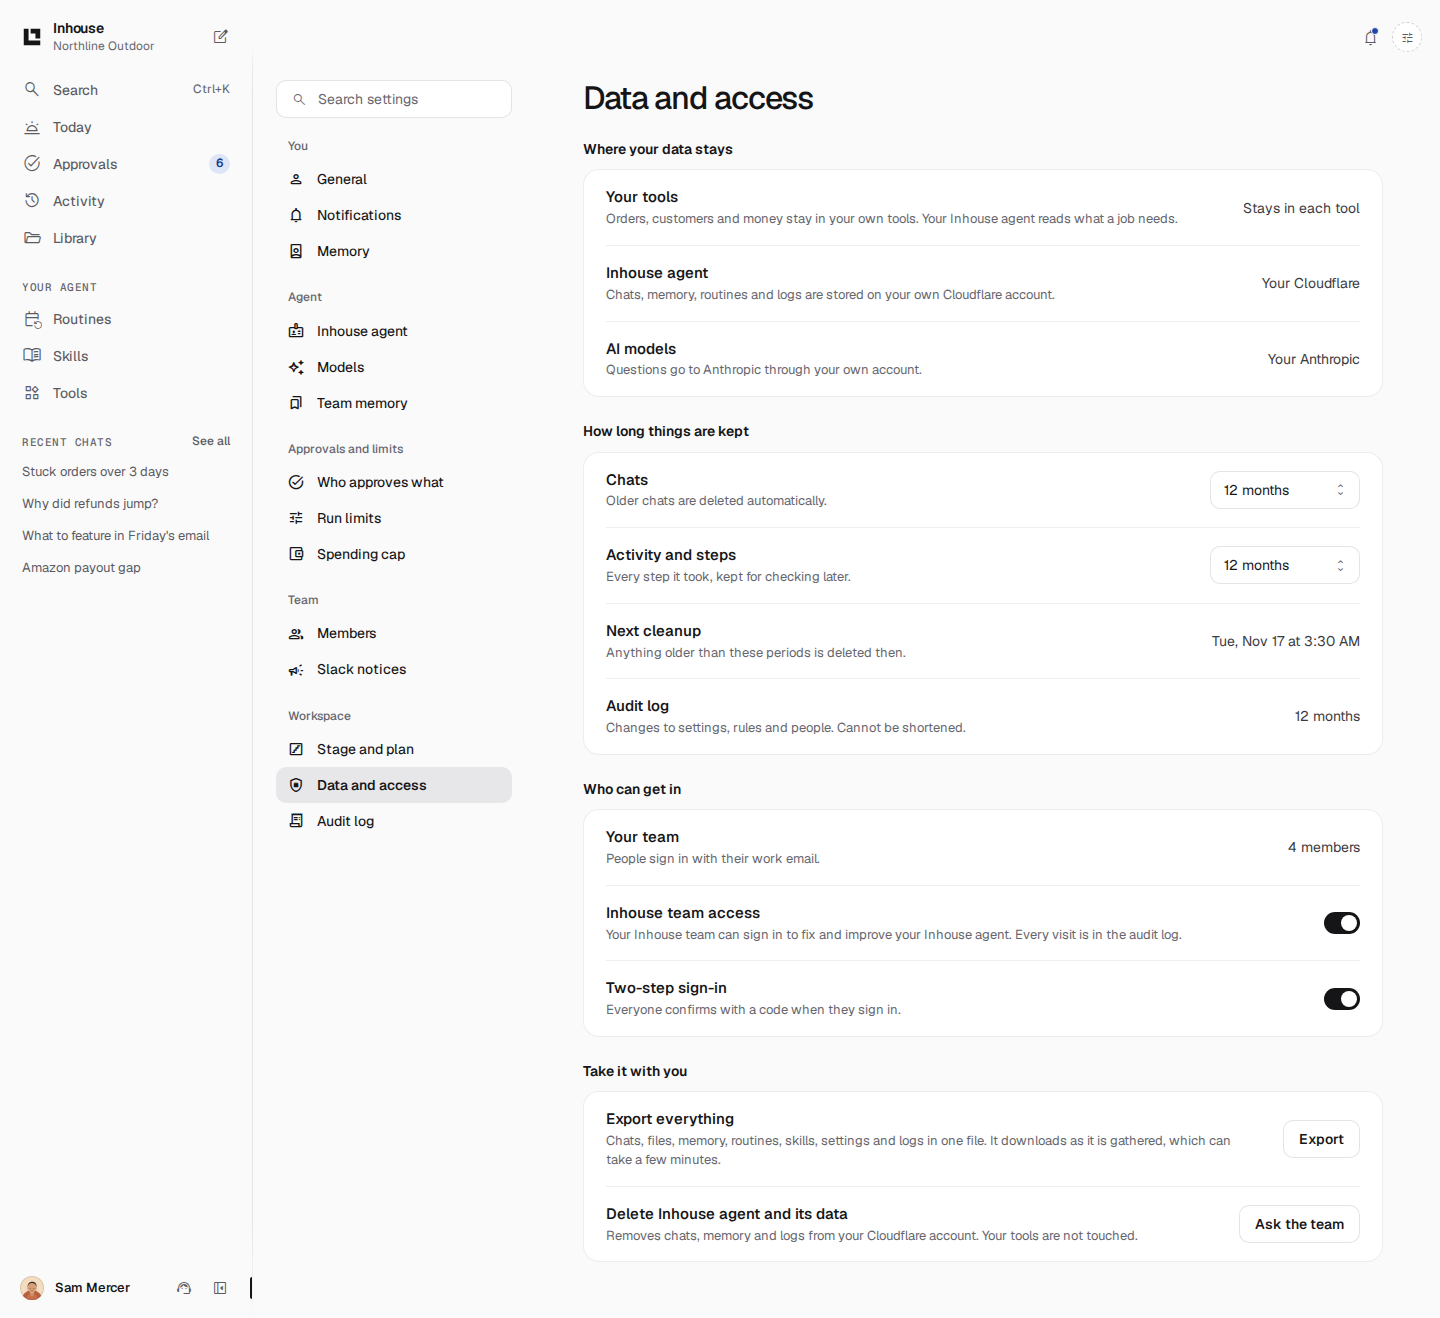 Inhouse
Northline Outdoor
Search
Ctrl+K
Today
Approvals
6
Activity
Library
YOUR AGENT
Routines
Skills
Tools
RECENT CHATS
See all
Stuck orders over 3 days
Why did refunds jump?
What to feature in Friday's email
Amazon payout gap
Sam Mercer
Search settings
You
General
Notifications
Memory
Agent
Inhouse agent
Models
Team memory
Approvals and limits
Who approves what
Run limits
Spending cap
Team
Members
Slack notices
Workspace
Stage and plan
Data and access
Audit log
Data and access
Where your data stays
Your tools
Orders, customers and money stay in your own tools. Your Inhouse agent reads what a job needs.
Stays in each tool
Inhouse agent
Chats, memory, routines and logs are stored on your own Cloudflare account.
Your Cloudflare
AI models
Questions go to Anthropic through your own account.
Your Anthropic
How long things are kept
Chats
Older chats are deleted automatically.
12 months
Activity and steps
Every step it took, kept for checking later.
12 months
Next cleanup
Anything older than these periods is deleted then.
Tue, Nov 17 at 3:30 AM
Audit log
Changes to settings, rules and people. Cannot be shortened.
12 months
Who can get in
Your team
People sign in with their work email.
4 members
Inhouse team access
Your Inhouse team can sign in to fix and improve your Inhouse agent. Every visit is in the audit log.
Two-step sign-in
Everyone confirms with a code when they sign in.
Take it with you
Export everything
Chats, files, memory, routines, skills, settings and logs in one file. It downloads as it is gathered, which can
take a few minutes.
Export
Delete Inhouse agent and its data
Removes chats, memory and logs from your Cloudflare account. Your tools are not touched.
Ask the team